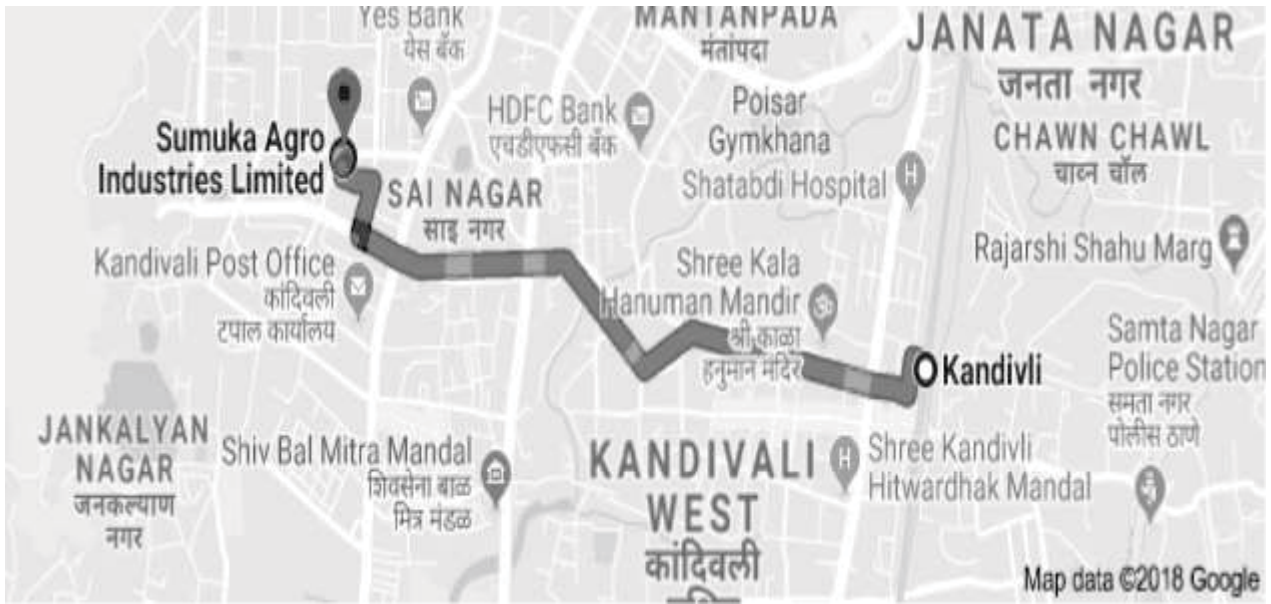 Yes Bank
येस बँक
MANTANPADA
मंतांपदा
JANATA NAGAR
जनता नगर
HDFC Bank
एचडीएफसी बँक
Poisar
Gymkhana
CHAWN CHAWL
चाव्न चॉल
Sumuka Agro
Industries Limited
Shatabdi Hospital
SAI NAGAR
साइ नगर
Rajarshi Shahu Marg
Kandivali Post Office
कांदिवली
टपाल कार्यालय
Shree Kala
Hanuman Mandir
श्री काळा
हनुमान मंदिर
Kandivli
Samta Nagar
Police Station
समता नगर
पोलीस ठाणे
JANKALYAN
NAGAR
जनकल्याण
नगर
Shiv Bal Mitra Mandal
शिवसेना बाळ
मित्र मंडळ
KANDIVALI
WEST
कांदिवली
Shree Kandivli
Hitwardhak Mandal
Map data ©2018 Google